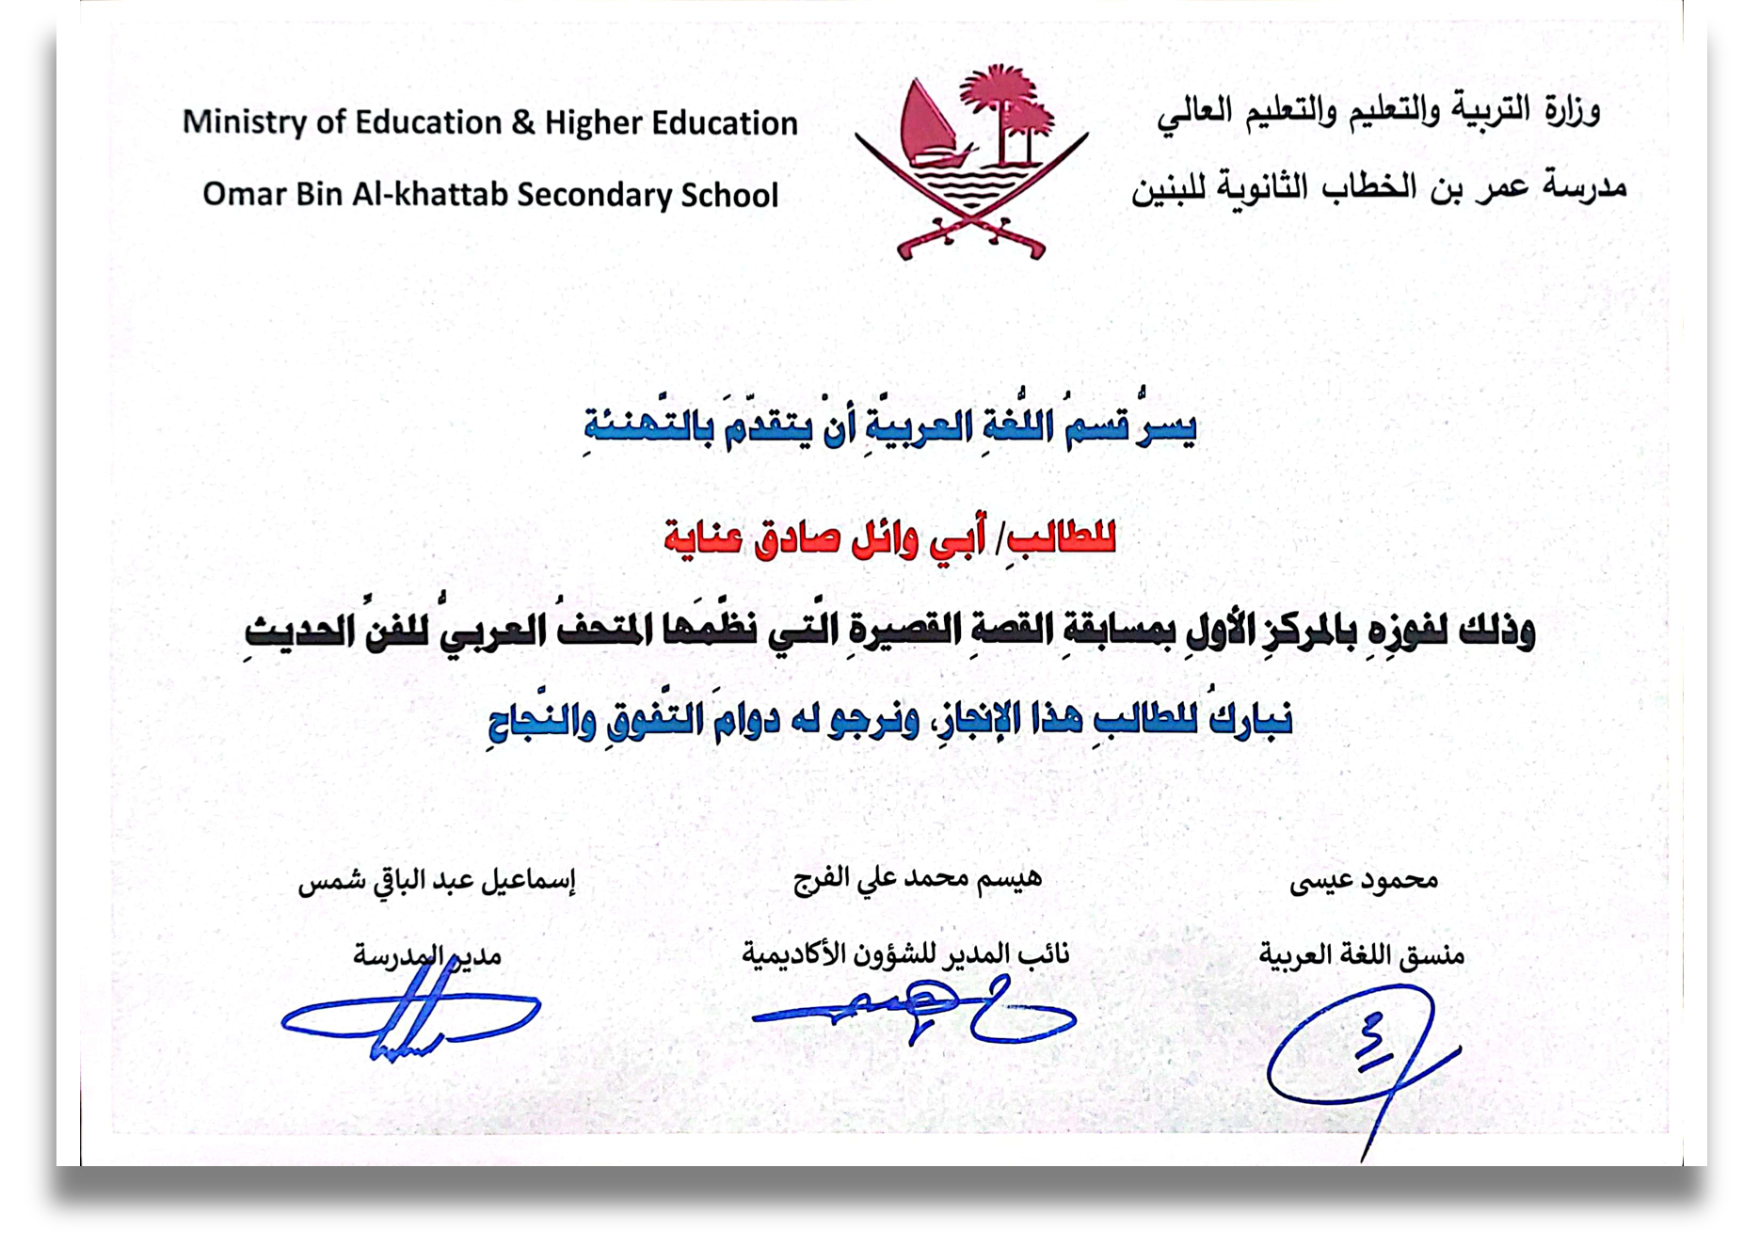 وزارة التربية والتعليم والتعليم العالي
مدرسة عمر بن الخطاب الثانوية للبنين
Ministry of Education & Higher Education
Omar Bin Al-khattab Secondary School
يسرُّ قسمُ اللُّغةِ العربيَّةِ أنْ يتقدّمَ بالتَّهنئةِ
للطالبِ/ أبي وائل صادق عناية
وذلك لفوزِهِ بالمركزِ الأولِ بمسابقةِ القصةِ القصيرةِ الَّتي نظَّمَها المتحفُ العربيُّ للفنِّ الحديثِ
نباركُ للطالبِ هذا الإنجازِ، ونرجو له دوامَ التَّفوقِ والنَّجاحِ
محمود عيسى
منسق اللغة العربية
هيسم محمد علي الفرج
نائب المدير للشؤون الأكاديمية
إسماعيل عبد الباقي شمس
مدير المدرسة